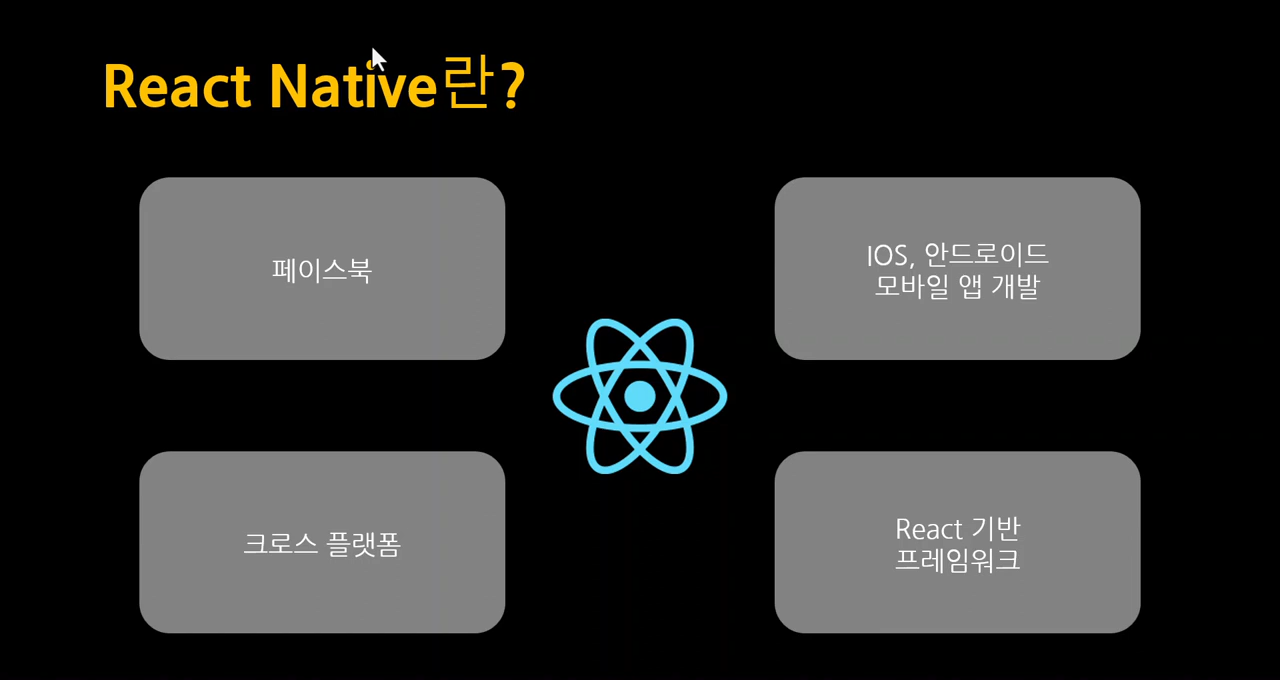 React Native란?
페이스북
IOS, 안드로이드
모바일 앱 개발
크로스 플랫폼
React 기반
프레임워크